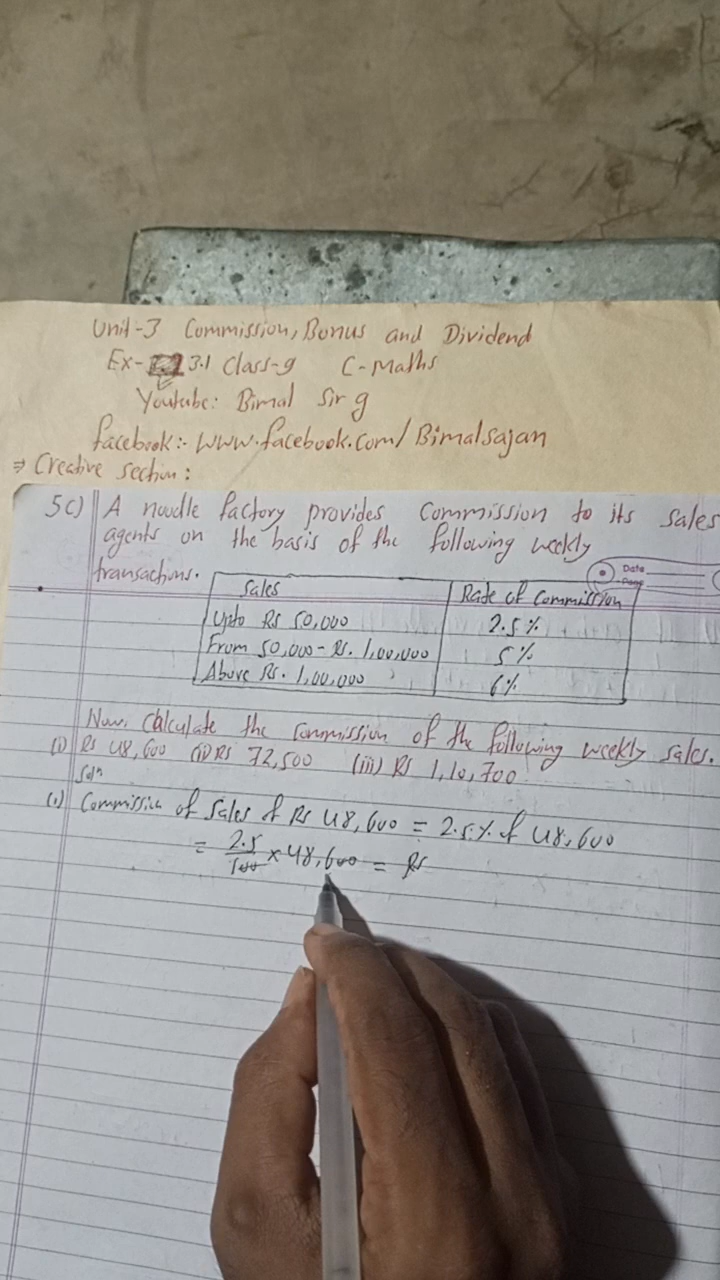 Unit-3 Commission, Bonus and Dividend
Ex- 3.1 Class-9 C-Maths
Youtube: Bimal Sir g
facebook:- www.facebook.com/Bimalsajan
⇒ Creative section:
5c) A noodle factory provides commission to its sales
agents on the basis of the following weekly
transactions.
Date
Page
Sales Rate of Commission
Upto Rs 50,000 2.5%
From 50,000 - Rs. 1,00,000 5%
Above Rs. 1,00,000 6%
Now, Calculate the commission of the following weekly sales.
(i) Rs 48,600 (ii) Rs 72,500 (iii) Rs 1,10,700
Solⁿ
(i) Commission of Sales of Rs 48,600 = 2.5% of 48,600
= 2.5/100 × 48,600 = Rs